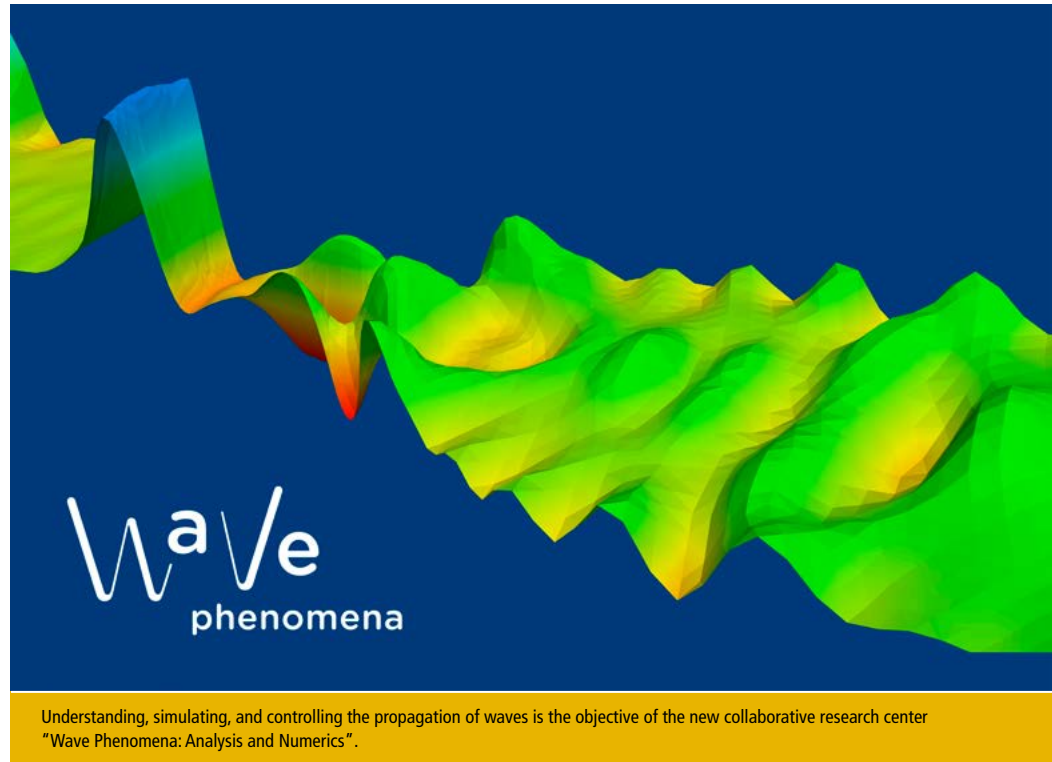 WaVe
phenomena
Understanding, simulating, and controlling the propagation of waves is the objective of the new collaborative research center
“Wave Phenomena: Analysis and Numerics”.